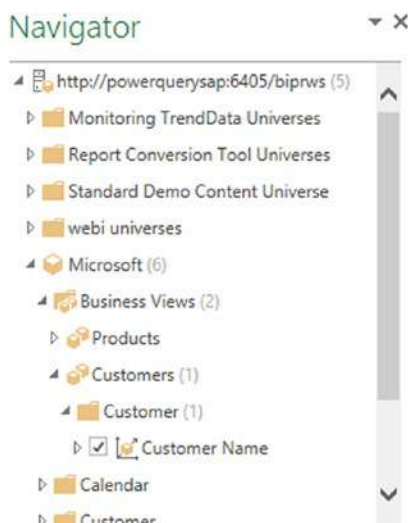 Navigator
http://powerquerysap:6405/biprws (5)
Monitoring TrendData Universes
Report Conversion Tool Universes
Standard Demo Content Universe
webi universes
Microsoft (6)
Business Views (2)
Products
Customers (1)
Customer (1)
Customer Name
Calendar
Customer